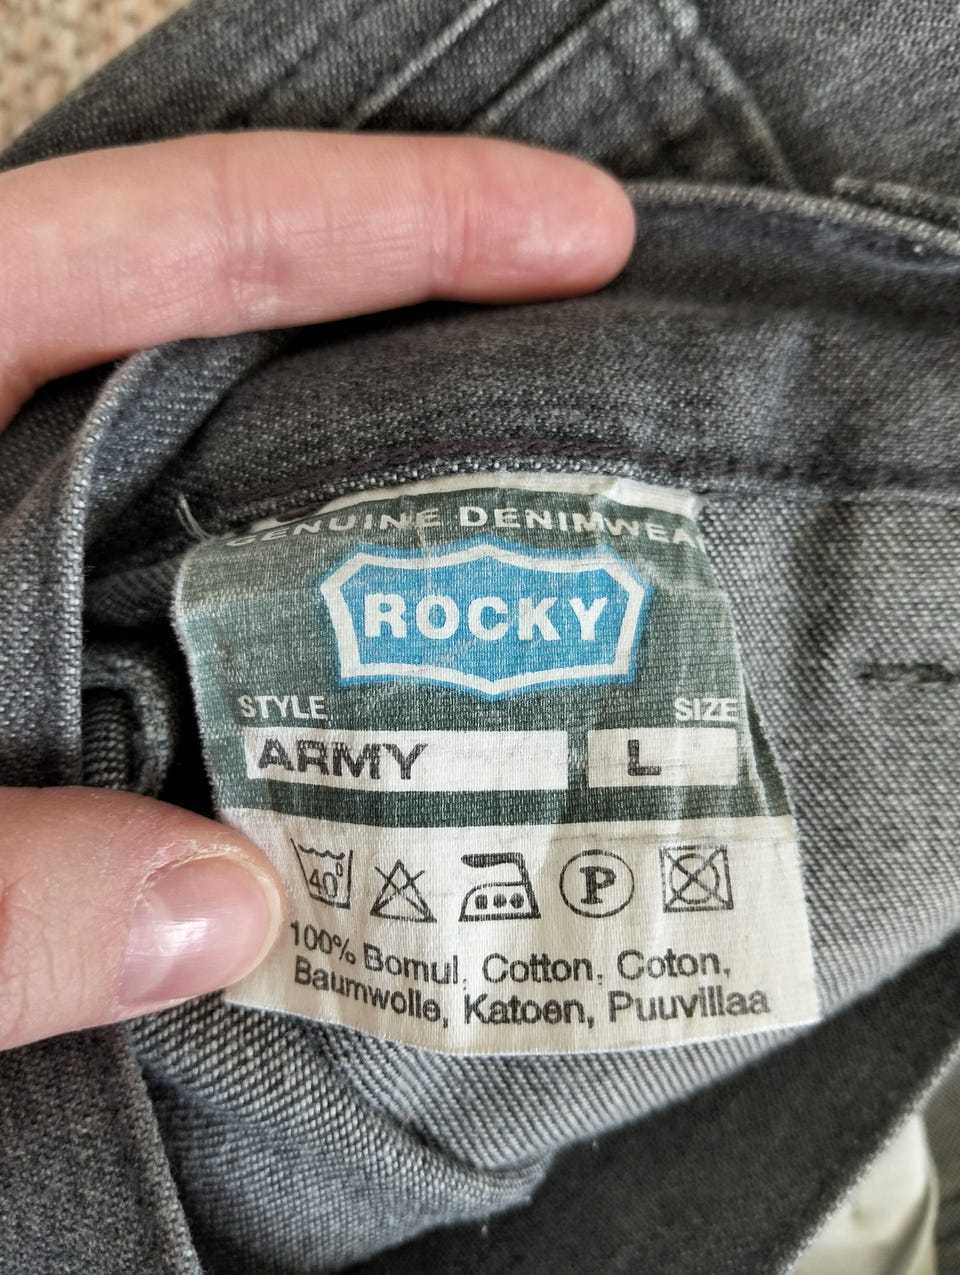 GENUINE DENIMWEAR
ROCKY
STYLE SIZE
ARMY L
40° P
100% Bomul, Cotton, Coton,
Baumwolle, Katoen, Puuvillaa